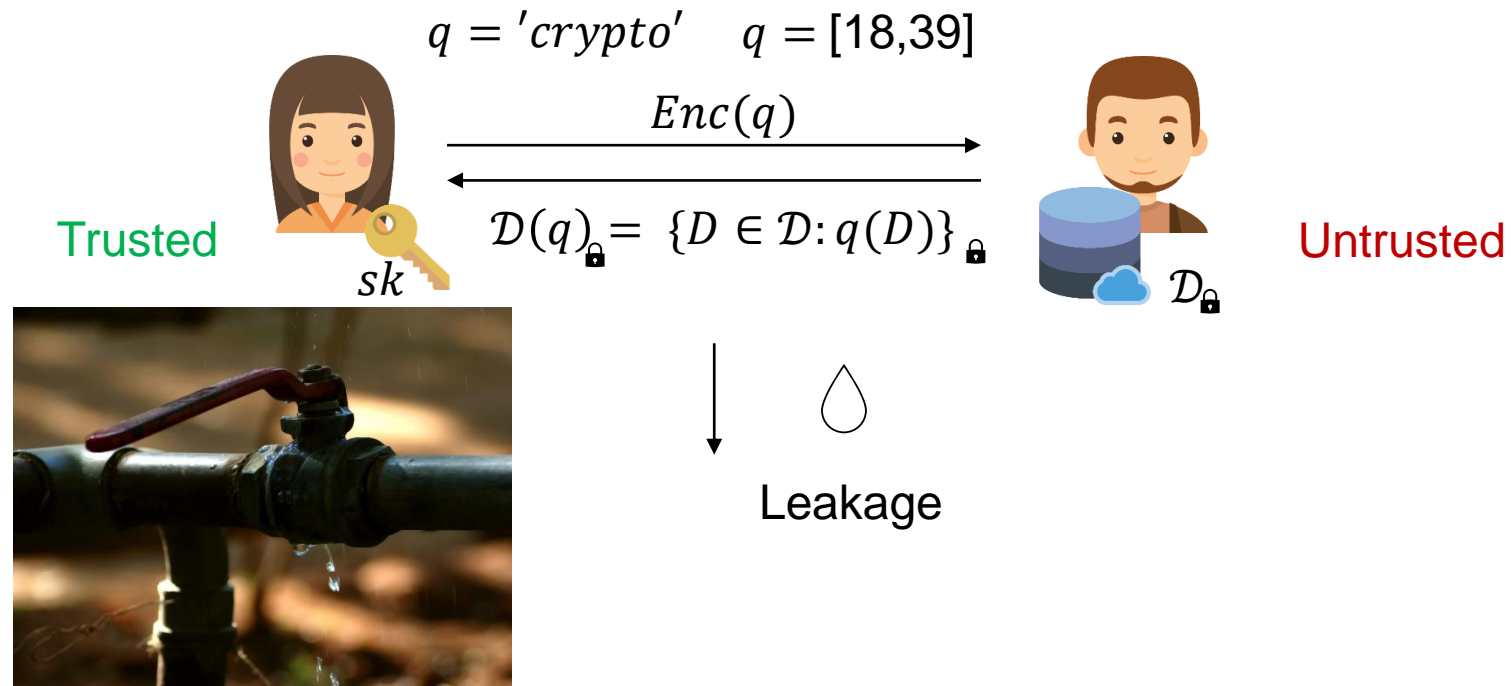 q = 'crypto' q = [18,39]
Enc(q)
𝒟(q) = {D ∈ 𝒟: q(D)}
Trusted
Untrusted
sk
𝒟
Leakage